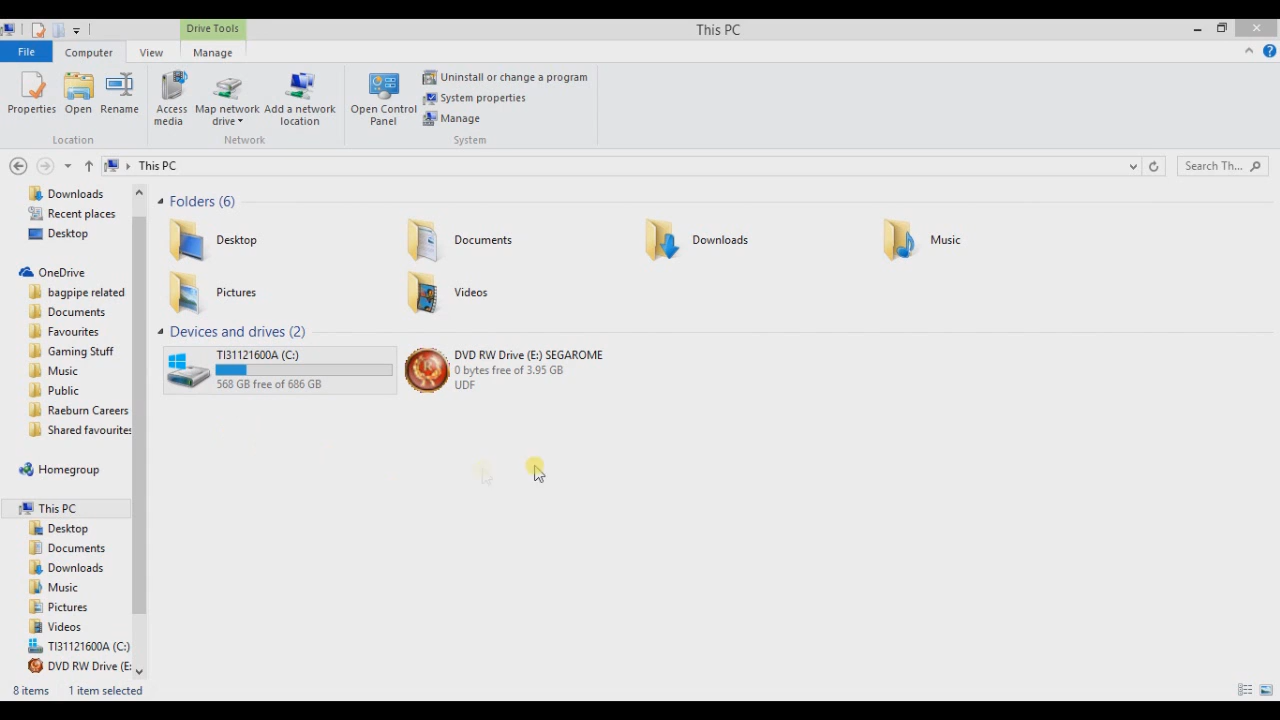 Drive Tools
This PC
File
Computer
View
Manage
Properties
Open
Rename
Access media
Map network drive
Add a network location
Open Control Panel
Uninstall or change a program
System properties
Manage
Location
Network
System
This PC
Search Th...
Downloads
Recent places
Desktop
OneDrive
bagpipe related
Documents
Favourites
Gaming Stuff
Music
Public
Raeburn Careers
Shared favourites
Homegroup
This PC
Desktop
Documents
Downloads
Music
Pictures
Videos
TI31121600A (C:)
DVD RW Drive (E:
Folders (6)
Desktop
Documents
Downloads
Music
Pictures
Videos
Devices and drives (2)
TI31121600A (C:)
568 GB free of 686 GB
DVD RW Drive (E:) SEGAROME
0 bytes free of 3.95 GB
UDF
8 items
1 item selected